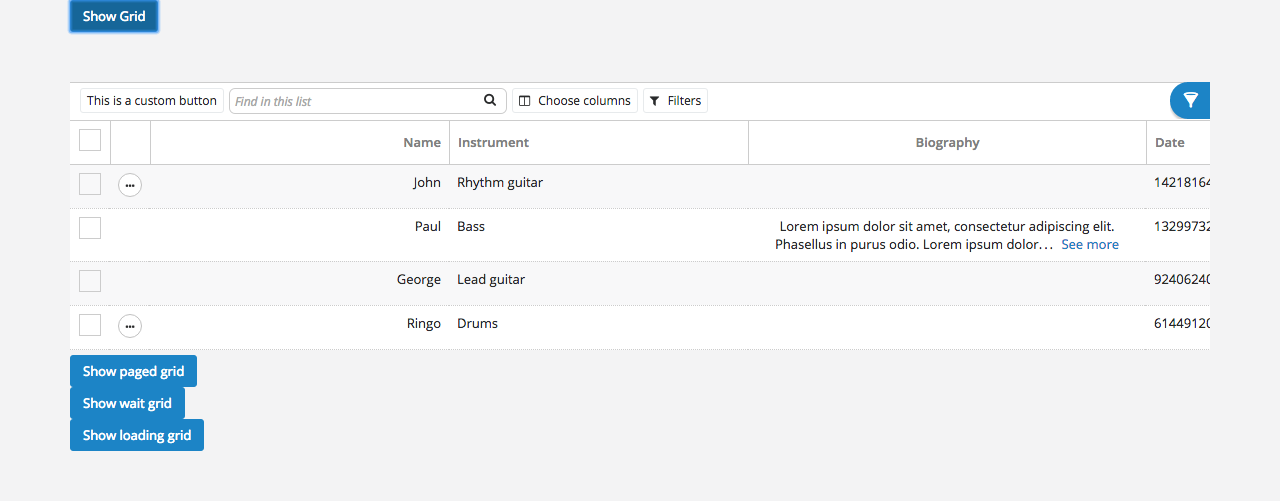 Show Grid
This is a custom button Find in this list Choose columns Filters
Name Instrument Biography Date
John Rhythm guitar 14218164
Paul Bass Lorem ipsum dolor sit amet, consectetur adipiscing elit. 13299732
Phasellus in purus odio. Lorem ipsum dolor... See more
George Lead guitar 92406240
Ringo Drums 61449120
Show paged grid
Show wait grid
Show loading grid